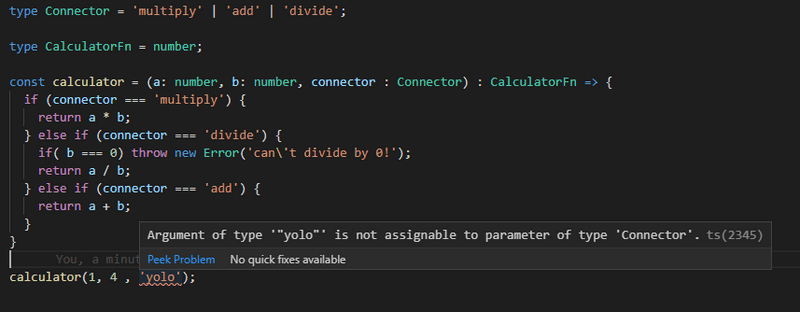 type Connector = 'multiply' | 'add' | 'divide';
type CalculatorFn = number;
const calculator = (a: number, b: number, connector : Connector) : CalculatorFn => {
if (connector === 'multiply') {
return a * b;
} else if (connector === 'divide') {
if( b === 0) throw new Error('can\'t divide by 0!');
return a / b;
} else if (connector === 'add') {
return a + b;
}
Argument of type '"yolo"' is not assignable to parameter of type 'Connector'. ts(2345)
}
You, a minut
Peek Problem No quick fixes available
calculator(1, 4 , 'yolo');